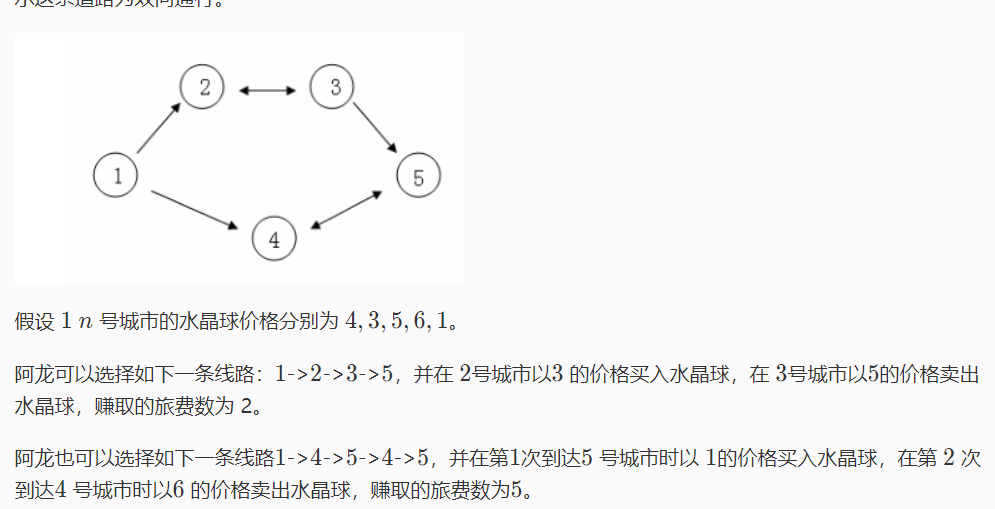 示这条道路为双向通行。
2
3
1
5
4
假设 1 n 号城市的水晶球价格分别为 4, 3, 5, 6, 1。
阿龙可以选择如下一条线路：1->2->3->5，并在 2号城市以3 的价格买入水晶球，在 3号城市以5的价格卖出
水晶球，赚取的旅费数为 2。
阿龙也可以选择如下一条线路1->4->5->4->5，并在第1次到达5 号城市时以 1的价格买入水晶球，在第 2 次
到达4 号城市时以6 的价格卖出水晶球，赚取的旅费数为5。